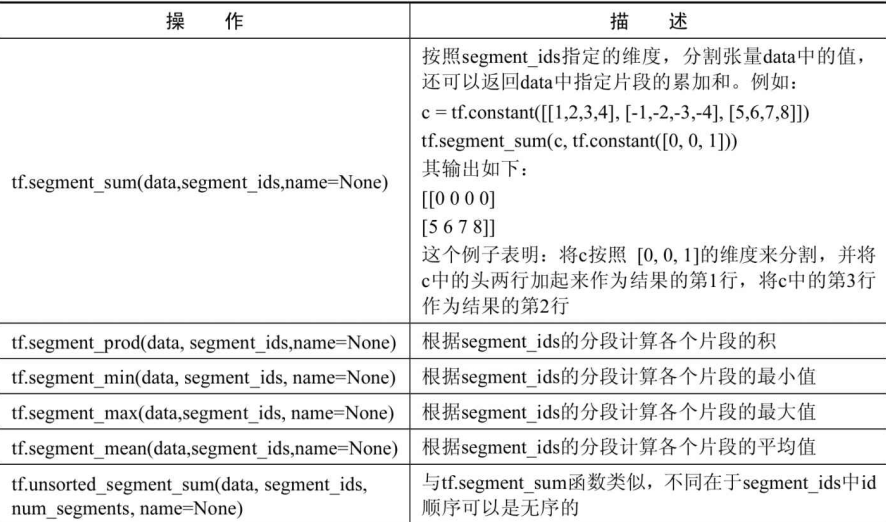 操 作 描 述
tf.segment_sum(data,segment_ids,name=None)
按照segment_ids指定的维度，分割张量data中的值，
还可以返回data中指定片段的累加和。例如：
c = tf.constant([[1,2,3,4], [-1,-2,-3,-4], [5,6,7,8]])
tf.segment_sum(c, tf.constant([0, 0, 1]))
其输出如下：
[[0 0 0 0]
[5 6 7 8]]
这个例子表明：将c按照 [0, 0, 1]的维度来分割，并将
c中的头两行加起来作为结果的第1行，将c中的第3行
作为结果的第2行
tf.segment_prod(data, segment_ids,name=None) 根据segment_ids的分段计算各个片段的积
tf.segment_min(data, segment_ids, name=None) 根据segment_ids的分段计算各个片段的最小值
tf.segment_max(data,segment_ids, name=None) 根据segment_ids的分段计算各个片段的最大值
tf.segment_mean(data,segment_ids,name=None) 根据segment_ids的分段计算各个片段的平均值
tf.unsorted_segment_sum(data, segment_ids,
num_segments, name=None)
与tf.segment_sum函数类似，不同在于segment_ids中id
顺序可以是无序的